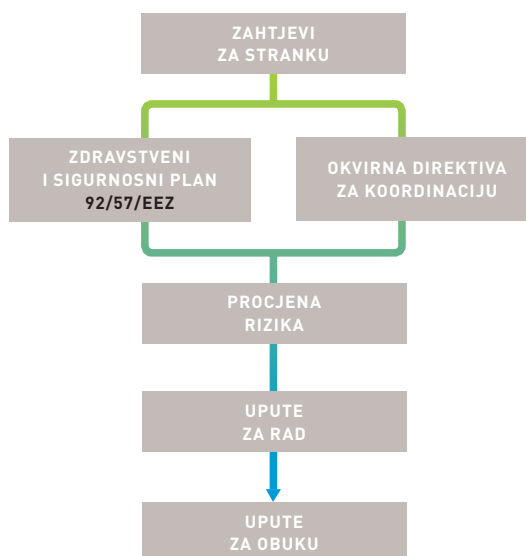 ZAHTJEVI
ZA STRANKU
ZDRAVSTVENI
I SIGURNOSNI PLAN
92/57/EEZ
OKVIRNA DIREKTIVA
ZA KOORDINACIJU
PROCJENA
RIZIKA
UPUTE
ZA RAD
UPUTE
ZA OBUKU